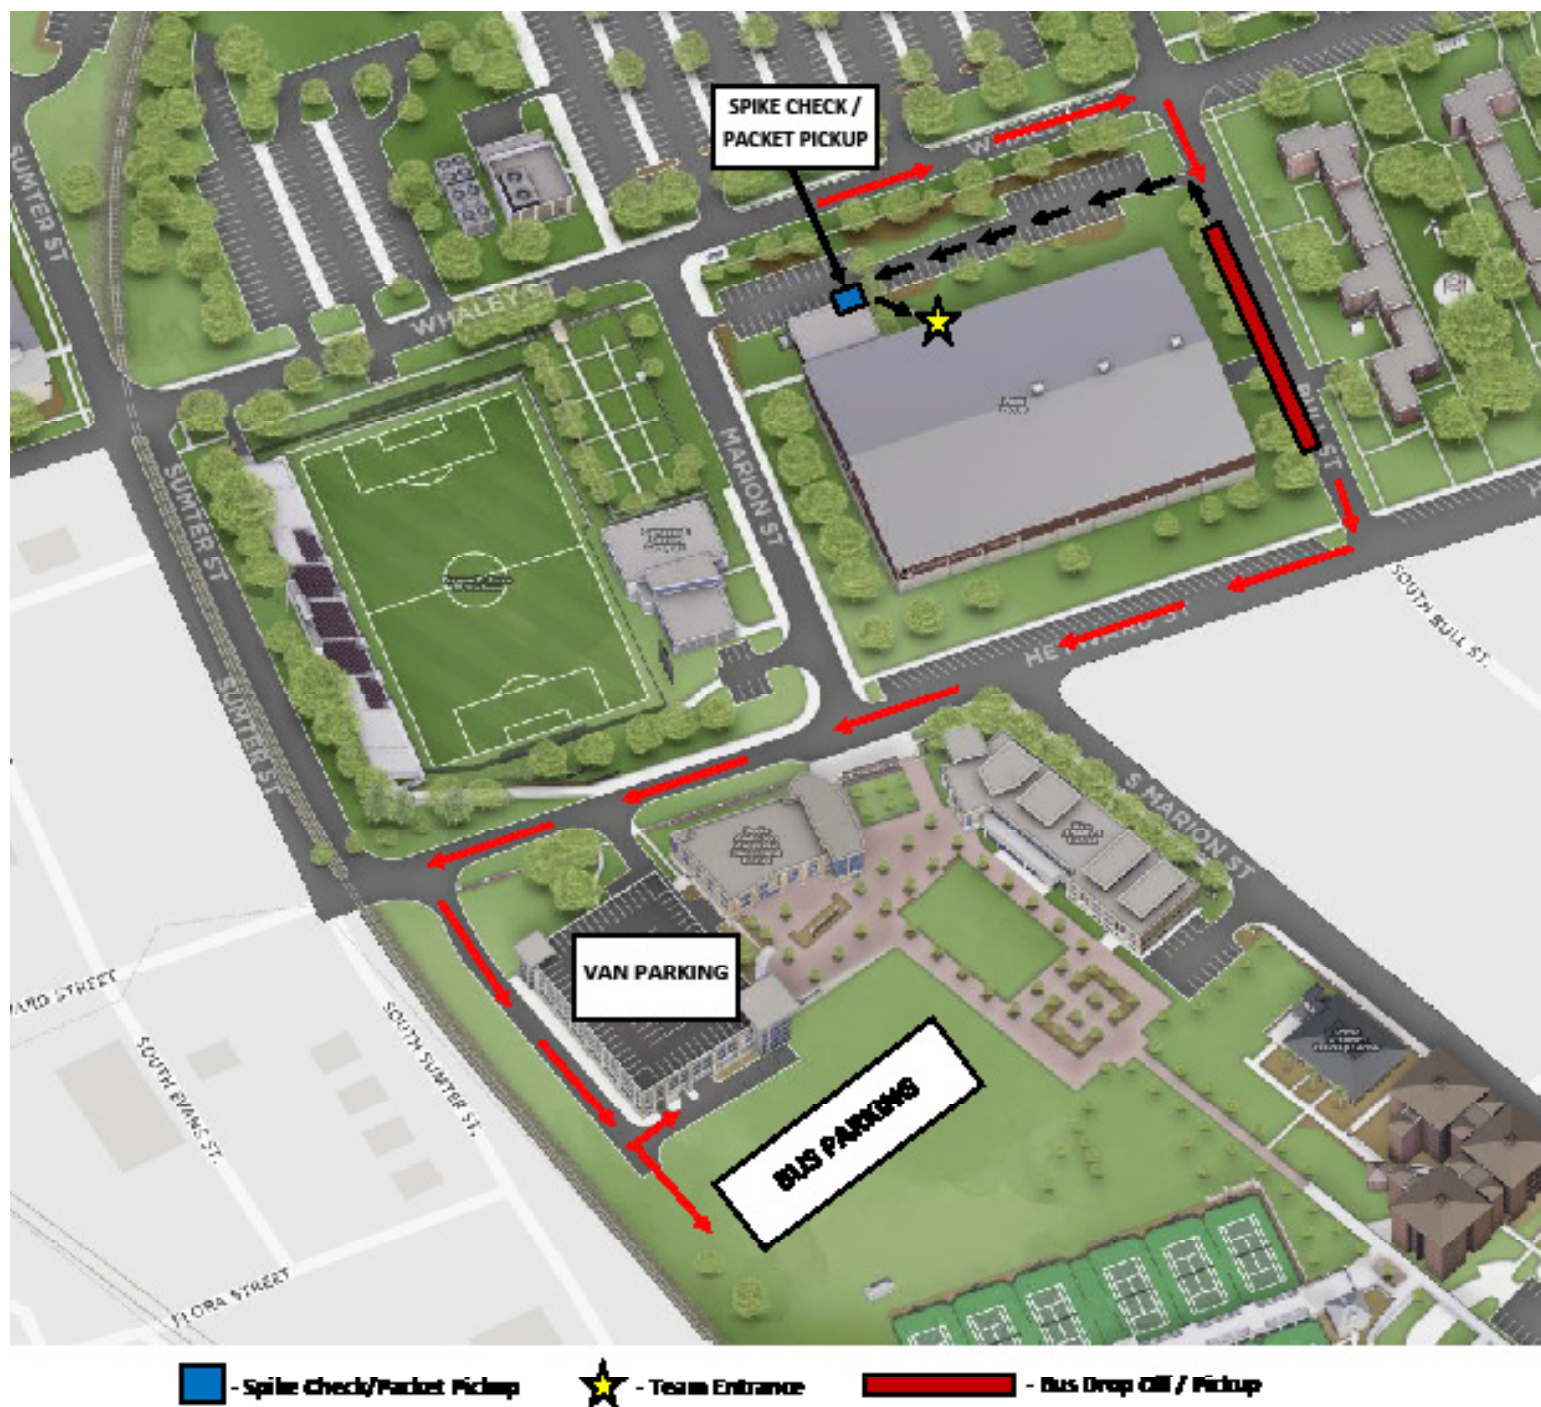 SPIKE CHECK /
PACKET PICKUP
SUMTER ST
WHALEY ST
MARION ST
SUMTER ST
ST
HEYWARD ST
SOUTH BULL ST.
SUMTER ST
S MARION ST
VAN PARKING
SOUTH SUMTER ST.
SOUTH EVANS ST.
BUS PARKING
FLORA STREET
- Spike Check/Packet Pickup
- Team Entrance
- Bus Drop Off / Pickup